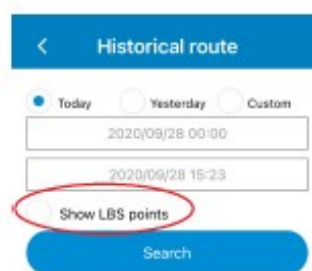 Historical route
Today Yesterday Custom
2020/09/28 00:00
2020/09/28 15:23
Show LBS points
Search